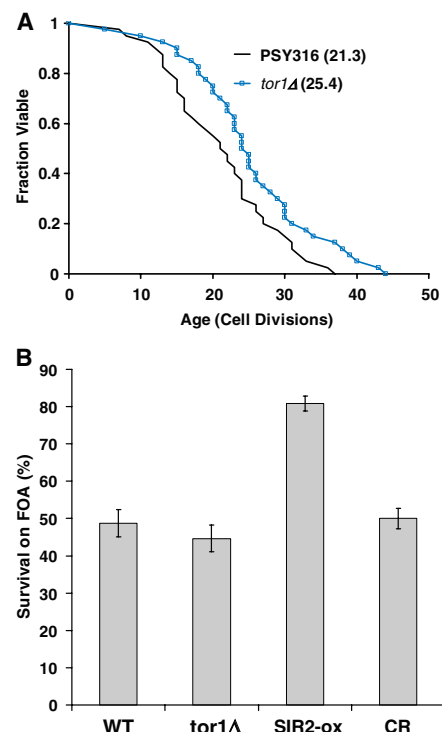 A
PSY316 (21.3)
tor1Δ (25.4)
Fraction Viable
1
0.8
0.6
0.4
0.2
0
0 10 20 30 40 50
Age (Cell Divisions)
B
Survival on FOA (%)
90
80
70
60
50
40
30
20
10
0
WT tor1Δ SIR2-ox CR